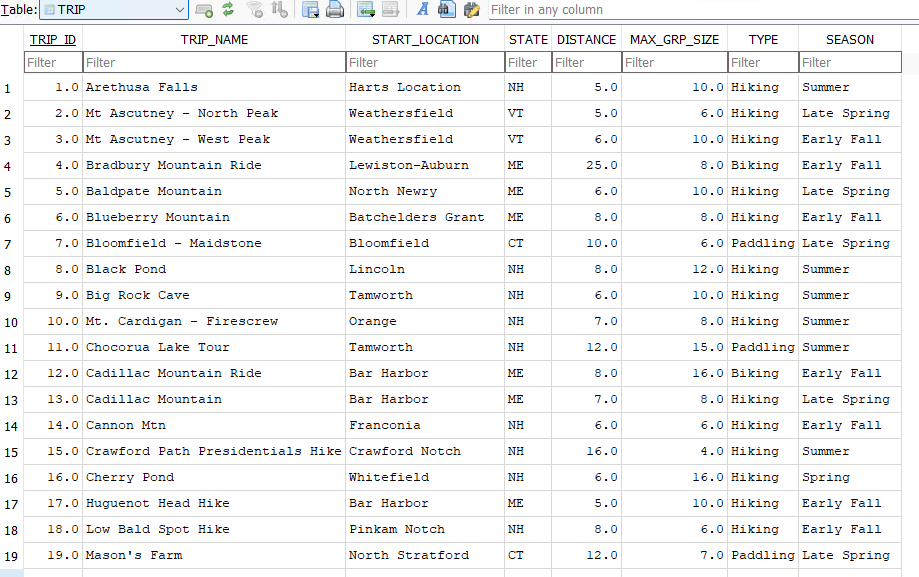 Table: TRIP A Filter in any column
TRIP_ID TRIP_NAME START_LOCATION STATE DISTANCE MAX_GRP_SIZE TYPE SEASON
Filter Filter Filter Filter Filter Filter Filter Filter
1 1.0 Arethusa Falls Harts Location NH 5.0 10.0 Hiking Summer
2 2.0 Mt Ascutney - North Peak Weathersfield VT 5.0 6.0 Hiking Late Spring
3 3.0 Mt Ascutney - West Peak Weathersfield VT 6.0 10.0 Hiking Early Fall
4 4.0 Bradbury Mountain Ride Lewiston-Auburn ME 25.0 8.0 Biking Early Fall
5 5.0 Baldpate Mountain North Newry ME 6.0 10.0 Hiking Late Spring
6 6.0 Blueberry Mountain Batchelders Grant ME 8.0 8.0 Hiking Early Fall
7 7.0 Bloomfield - Maidstone Bloomfield CT 10.0 6.0 Paddling Late Spring
8 8.0 Black Pond Lincoln NH 8.0 12.0 Hiking Summer
9 9.0 Big Rock Cave Tamworth NH 6.0 10.0 Hiking Summer
10 10.0 Mt. Cardigan - Firescrew Orange NH 7.0 8.0 Hiking Summer
11 11.0 Chocorua Lake Tour Tamworth NH 12.0 15.0 Paddling Summer
12 12.0 Cadillac Mountain Ride Bar Harbor ME 8.0 16.0 Biking Early Fall
13 13.0 Cadillac Mountain Bar Harbor ME 7.0 8.0 Hiking Late Spring
14 14.0 Cannon Mtn Franconia NH 6.0 6.0 Hiking Early Fall
15 15.0 Crawford Path Presidentials Hike Crawford Notch NH 16.0 4.0 Hiking Summer
16 16.0 Cherry Pond Whitefield NH 6.0 16.0 Hiking Spring
17 17.0 Huguenot Head Hike Bar Harbor ME 5.0 10.0 Hiking Early Fall
18 18.0 Low Bald Spot Hike Pinkam Notch NH 8.0 6.0 Hiking Early Fall
19 19.0 Mason's Farm North Stratford CT 12.0 7.0 Paddling Late Spring